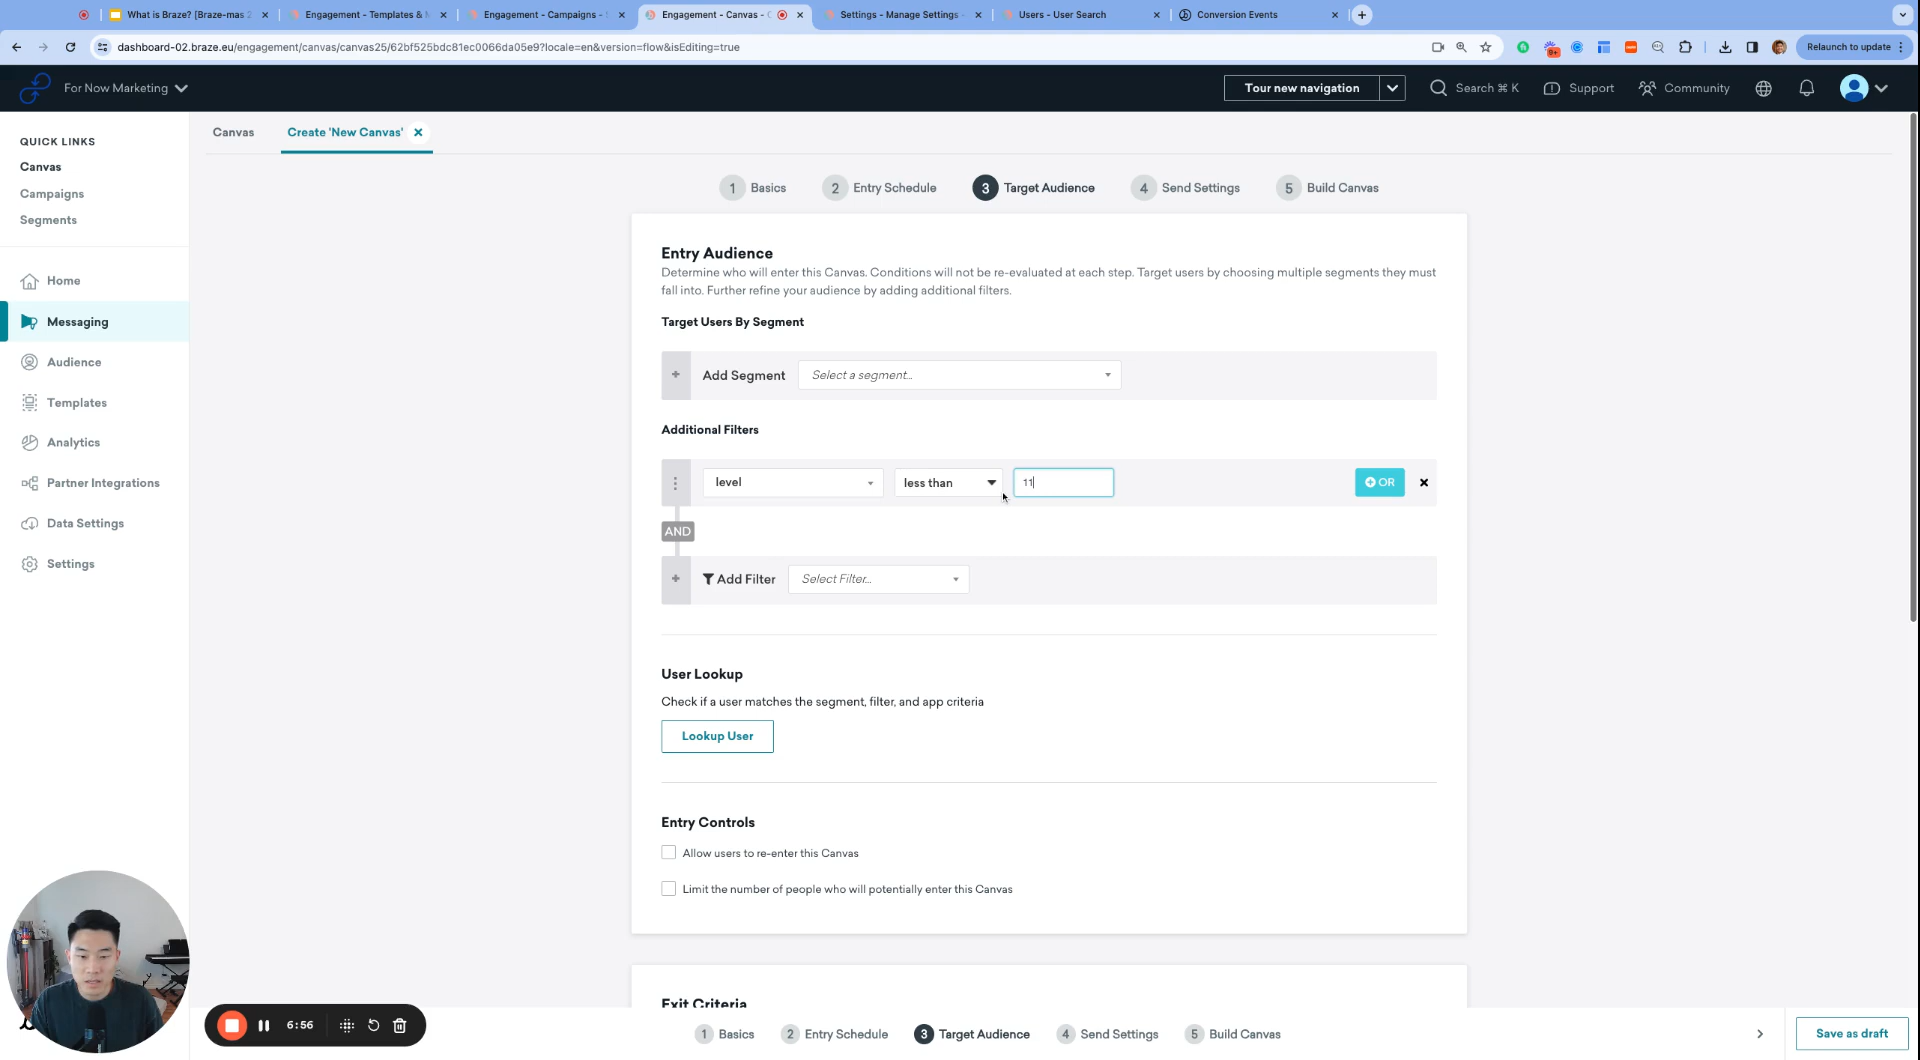 What is Braze? [Braze-mas 2
Engagement - Templates & M
Engagement - Campaigns -
Engagement - Canvas -
Settings - Manage Settings -
Users - User Search
Conversion Events
dashboard-02.braze.eu/engagement/canvas/canvas25/62bf525bdc81ec0066da05e9?locale=en&version=flow&isEditing=true
Relaunch to update
For Now Marketing
Tour new navigation
Search ⌘ K
Support
Community
QUICK LINKS
Canvas
Campaigns
Segments
Home
Messaging
Audience
Templates
Analytics
Partner Integrations
Data Settings
Settings
Canvas
Create 'New Canvas'
1 Basics
2 Entry Schedule
3 Target Audience
4 Send Settings
5 Build Canvas
Entry Audience
Determine who will enter this Canvas. Conditions will not be re-evaluated at each step. Target users by choosing multiple segments they must
fall into. Further refine your audience by adding additional filters.
Target Users By Segment
Add Segment Select a segment...
Additional Filters
level less than 11 OR
AND
Add Filter Select Filter...
User Lookup
Check if a user matches the segment, filter, and app criteria
Lookup User
Entry Controls
Allow users to re-enter this Canvas
Limit the number of people who will potentially enter this Canvas
Exit Criteria
6:56
1 Basics
2 Entry Schedule
3 Target Audience
4 Send Settings
5 Build Canvas
Save as draft